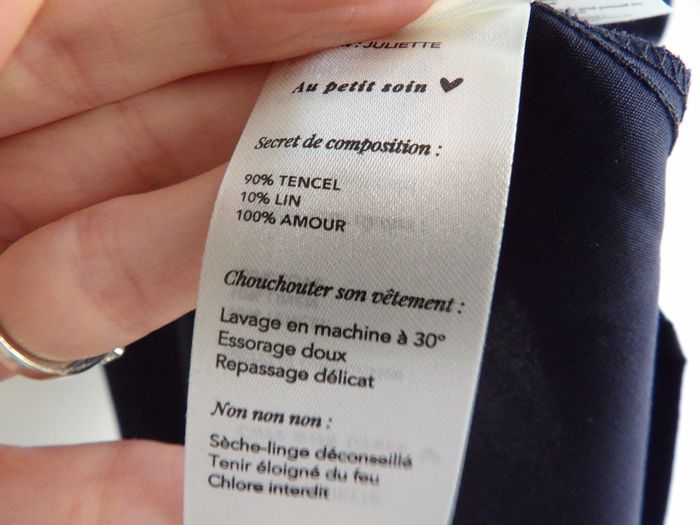 JULIETTE
Au petit soin ♥
Secret de composition :
90% TENCEL
10% LIN
100% AMOUR
Chouchouter son vêtement :
Lavage en machine à 30°
Essorage doux
Repassage délicat
Non non non :
Sèche-linge déconseillé
Tenir éloigné du feu
Chlore interdit